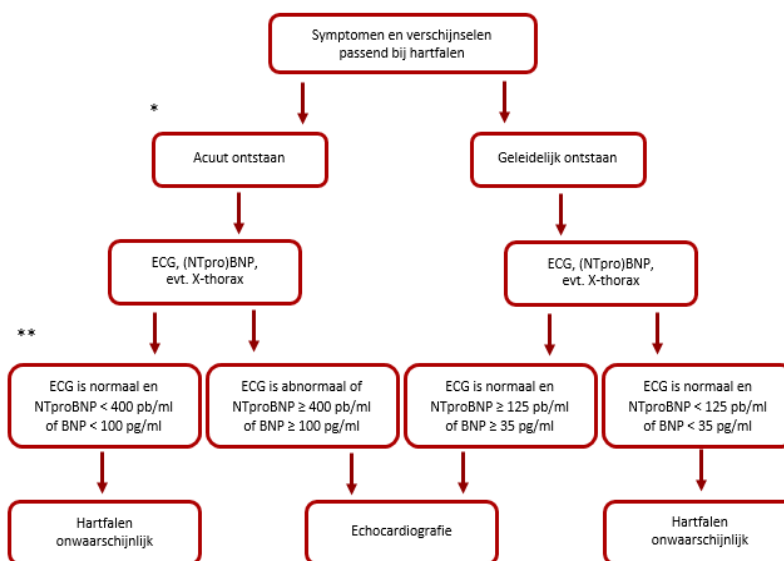 Symptomen en verschijnselen
passend bij hartfalen
*
Acuut ontstaan
Geleidelijk ontstaan
ECG, (NTpro)BNP,
evt. X-thorax
ECG, (NTpro)BNP,
evt. X-thorax
**
ECG is normaal en
NTproBNP < 400 pb/ml
of BNP < 100 pg/ml
ECG is abnormaal of
NTproBNP ≥ 400 pb/ml
of BNP ≥ 100 pg/ml
ECG is normaal en
NTproBNP ≥ 125 pb/ml
of BNP ≥ 35 pg/ml
ECG is normaal en
NTproBNP < 125 pb/ml
of BNP < 35 pg/ml
Hartfalen
onwaarschijnlijk
Echocardiografie
Hartfalen
onwaarschijnlijk